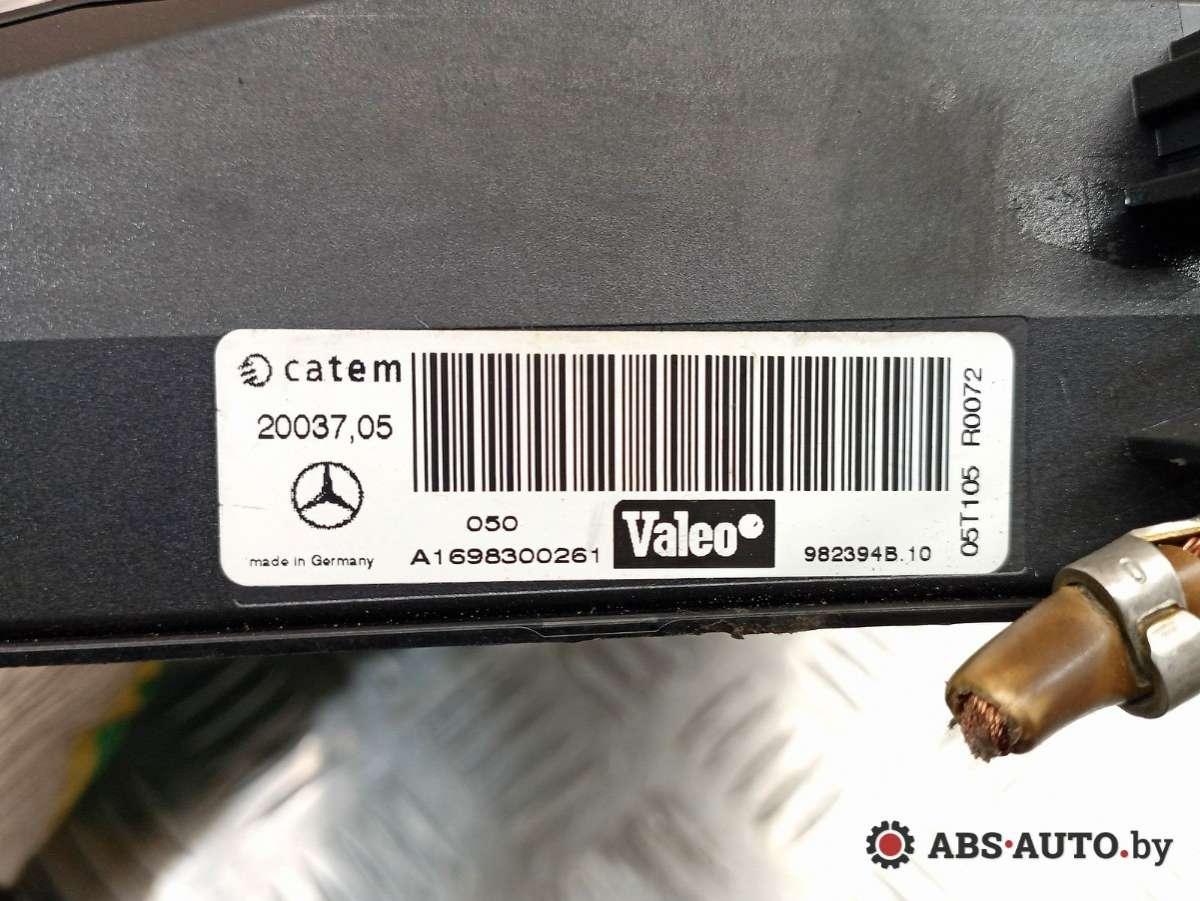 catem
20037,05
050
made in Germany
A1698300261
Valeo
982394B.10
05T105 R0072
ABS·AUTO.by